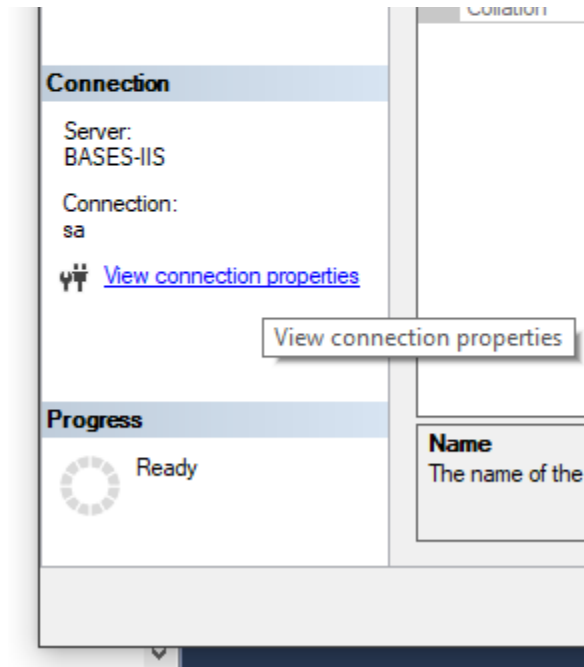 Collation
Connection
Server:
BASES-IIS
Connection:
sa
View connection properties
View connection properties
Progress
Ready
Name
The name of the